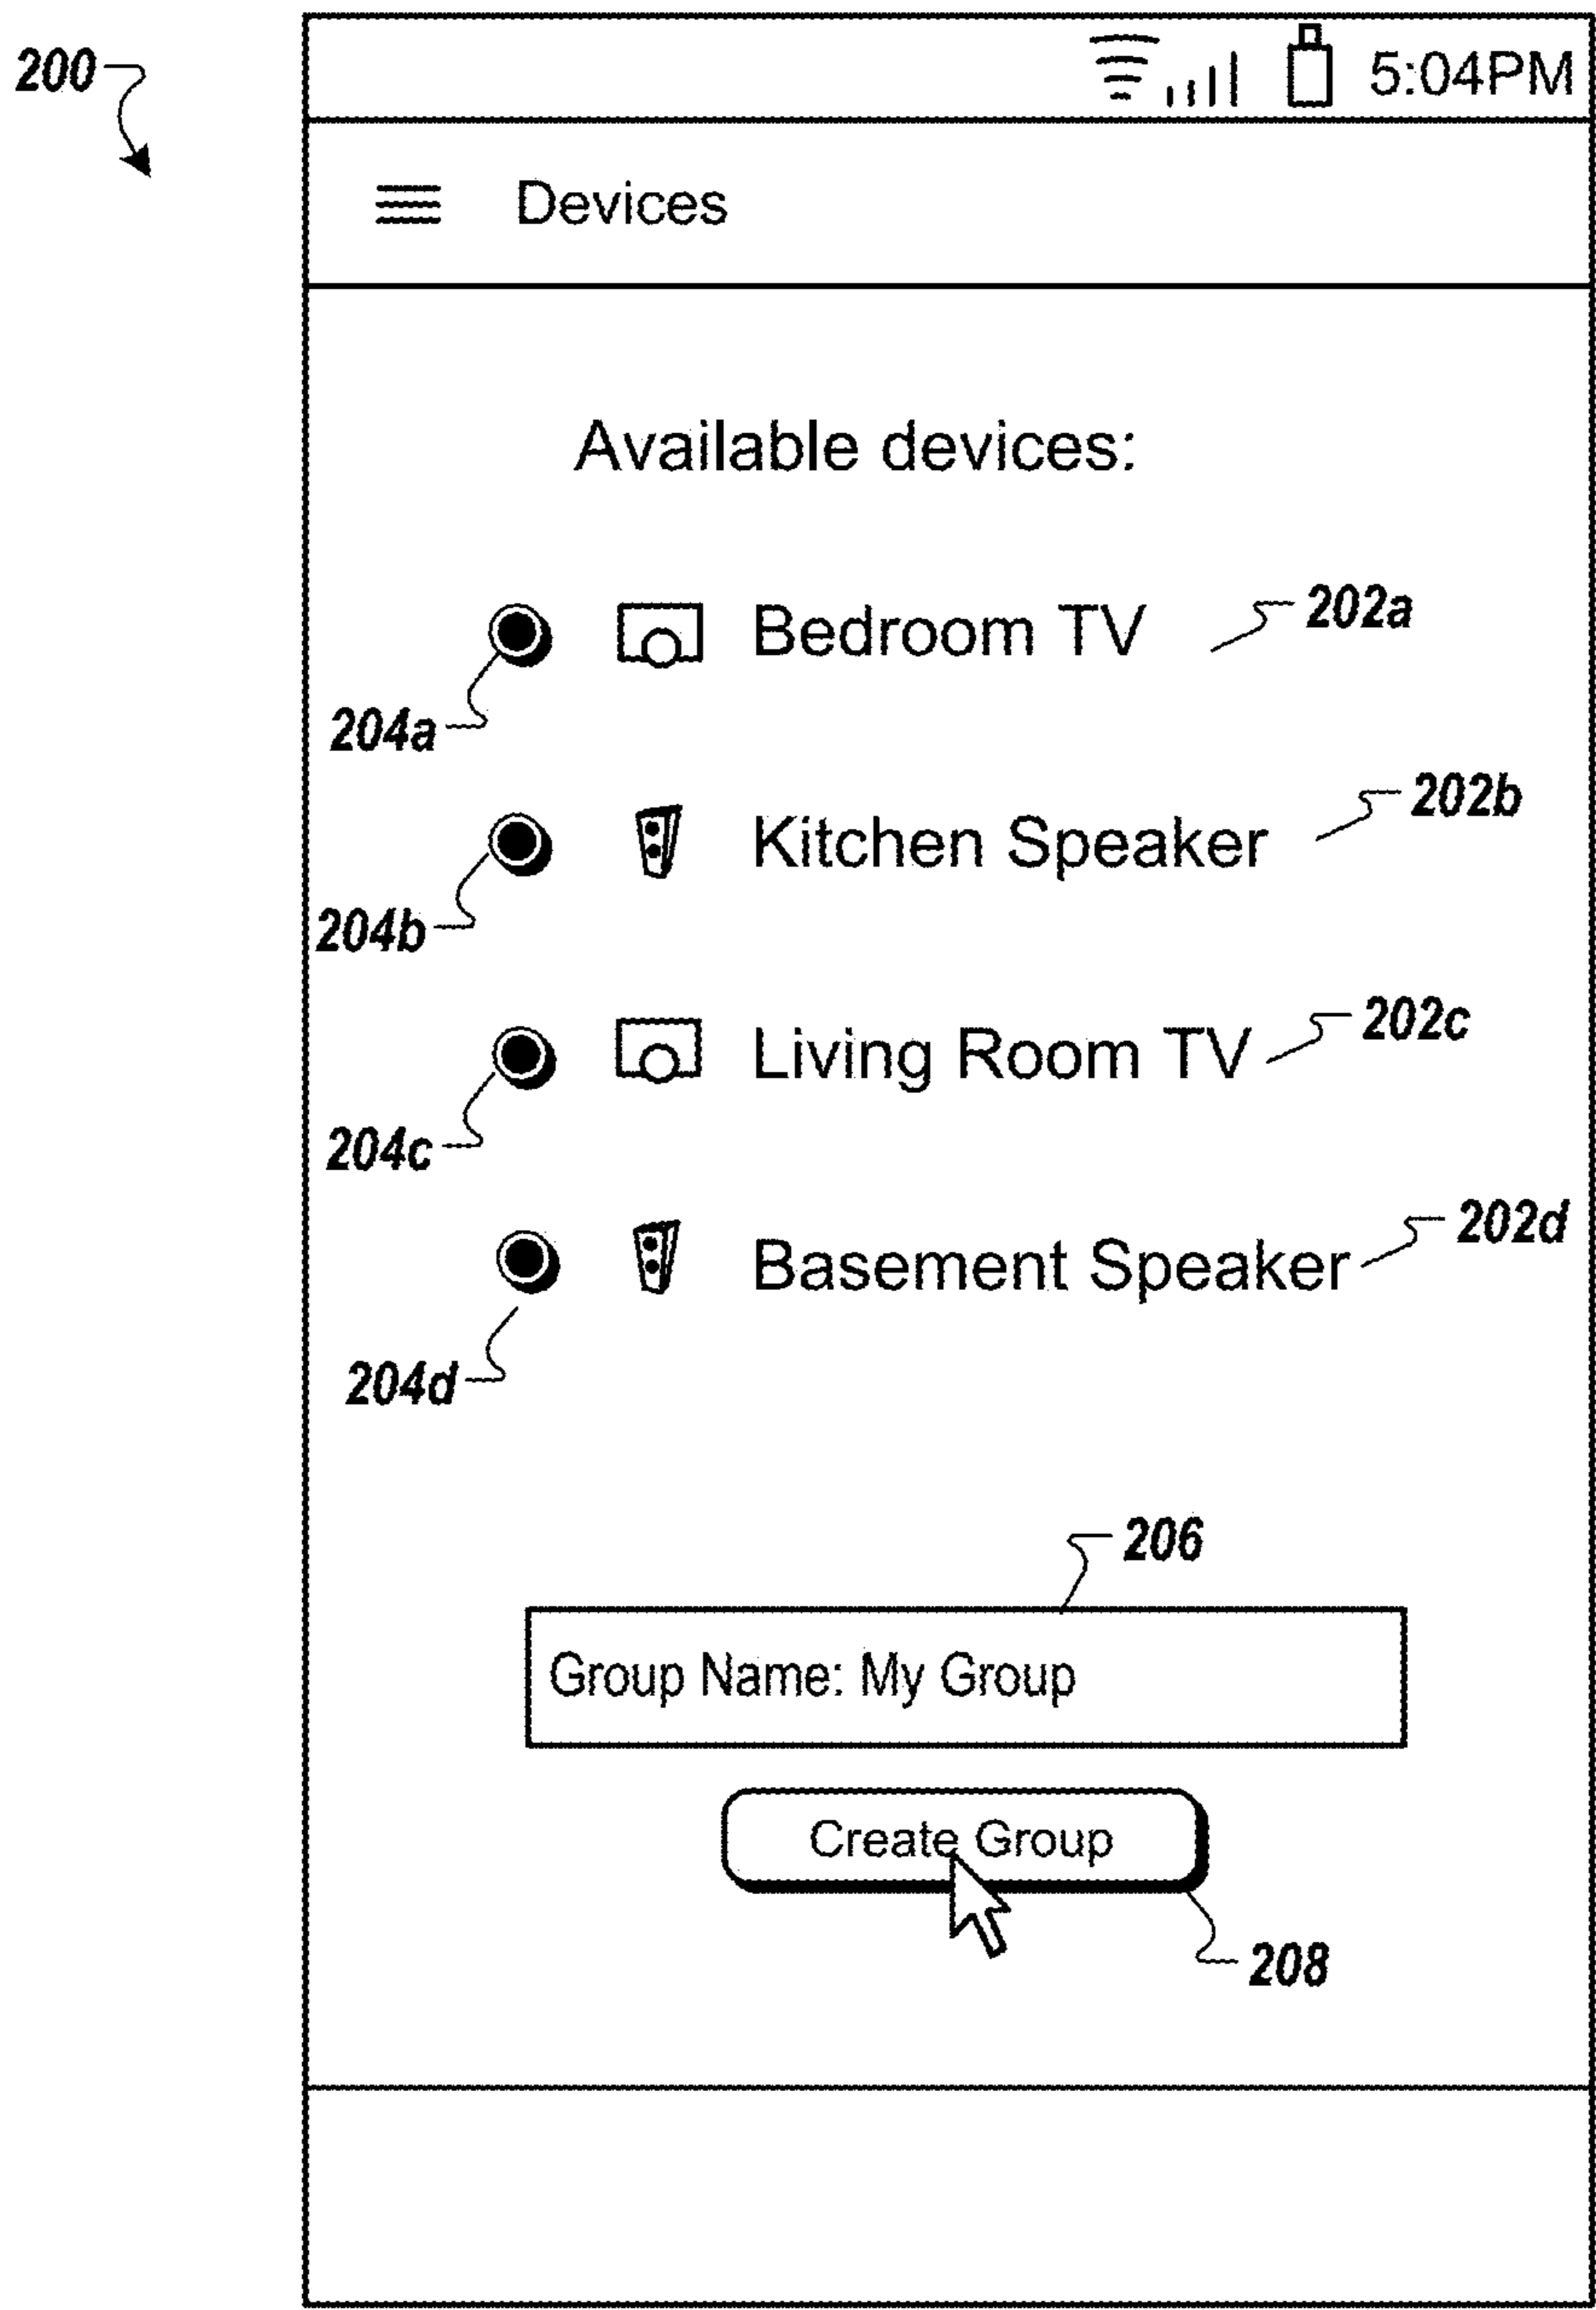 200
5:04PM
Devices
Available devices:
Bedroom TV
202a
204a
Kitchen Speaker
202b
204b
Living Room TV
202c
204c
Basement Speaker
202d
204d
206
Group Name: My Group
Create Group
208